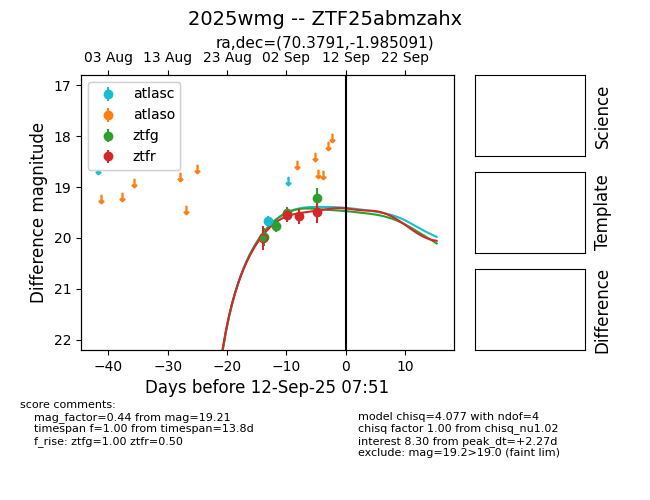 2025wmg -- ZTF25abmzahx
ra,dec=(70.3791,-1.985091)
03 Aug 13 Aug 23 Aug 02 Sep 12 Sep 22 Sep
17
18
19
20
21
22
Difference magnitude
atlasc
atlaso
ztfg
ztfr
−40 −30 −20 −10 0 10
Days before 12-Sep-25 07:51
Science
Template
Difference
score comments:
mag_factor=0.44 from mag=19.21
timespan f=1.00 from timespan=13.8d
f_rise: ztfg=1.00 ztfr=0.50
model chisq=4.077 with ndof=4
chisq factor 1.00 from chisq_nu1.02
interest 8.30 from peak_dt=+2.27d
exclude: mag=19.2>19.0 (faint lim)